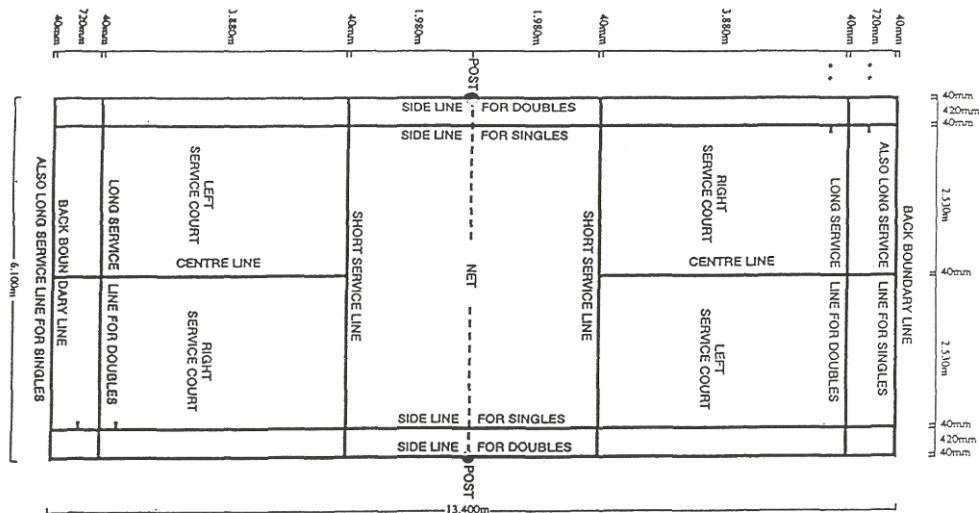 40mm
720mm
40mm
3.880m
40mm
1.980m
1.980m
40mm
3.880m
40mm
720mm
40mm
POST
SIDE LINE FOR DOUBLES
SIDE LINE FOR SINGLES
40mm
420mm
40mm
2.530m
40mm
2.530m
40mm
420mm
40mm
6.100m
ALSO LONG SERVICE LINE FOR SINGLES
BACK BOUNDARY LINE
LONG SERVICE LINE FOR DOUBLES
LEFT
SERVICE COURT
CENTRE LINE
RIGHT
SERVICE COURT
SHORT SERVICE LINE
NET
SHORT SERVICE LINE
RIGHT
SERVICE COURT
CENTRE LINE
LEFT
SERVICE COURT
LONG SERVICE LINE FOR DOUBLES
ALSO LONG SERVICE LINE FOR SINGLES
BACK BOUNDARY LINE
SIDE LINE FOR SINGLES
SIDE LINE FOR DOUBLES
POST
13.400m